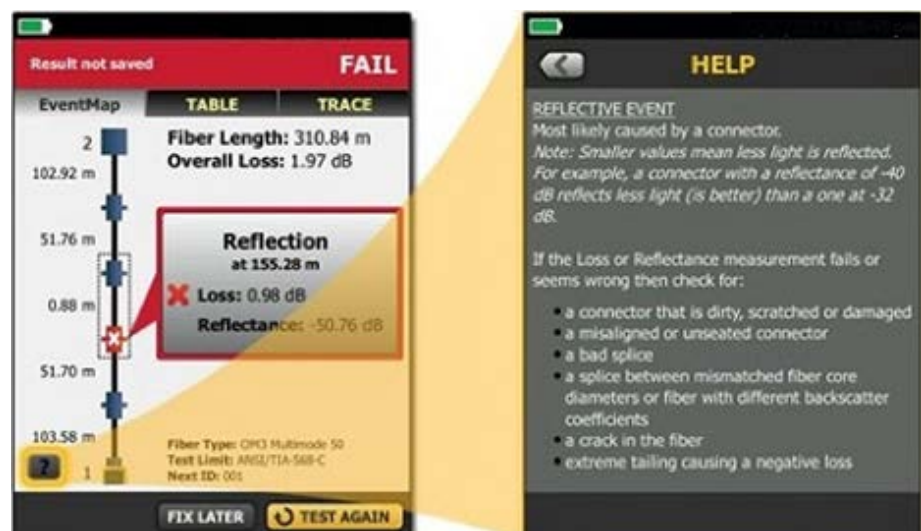 Result not saved FAIL
EventMap TABLE TRACE
2
Fiber Length: 310.84 m
Overall Loss: 1.97 dB
102.92 m
51.76 m
Reflection
at 155.28 m
Loss: 0.98 dB
Reflectance: -50.76 dB
0.88 m
51.70 m
103.58 m
Fiber Type: OM3 Multimode 50
Test Limit: ANSI/TIA-568-C
Next ID: 001
?
1
FIX LATER TEST AGAIN
HELP
REFLECTIVE EVENT
Most likely caused by a connector.
Note: Smaller values mean less light is reflected.
For example, a connector with a reflectance of -40
dB reflects less light (is better) than a one at -32
dB.
If the Loss or Reflectance measurement fails or
seems wrong then check for:
• a connector that is dirty, scratched or damaged
• a misaligned or unseated connector
• a bad splice
• a splice between mismatched fiber core
diameters or fiber with different backscatter
coefficients
• a crack in the fiber
• extreme tailing causing a negative loss